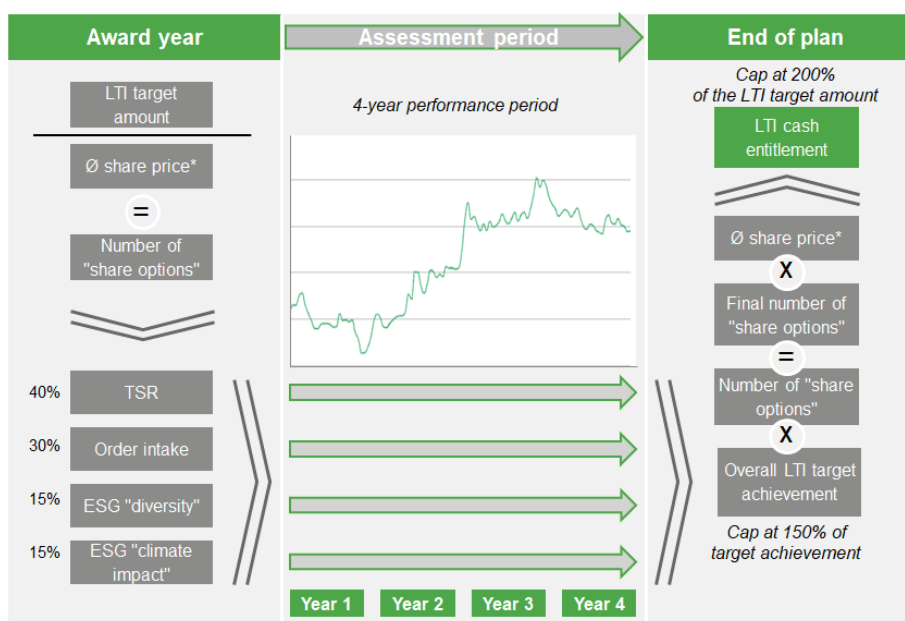 Award year
Assessment period
End of plan
LTI target
amount
Ø share price*
=
Number of
"share options"
40%
TSR
30%
Order intake
15%
ESG "diversity"
15%
ESG "climate
impact"
4-year performance period
Year 1
Year 2
Year 3
Year 4
Cap at 200%
of the LTI target amount
LTI cash
entitlement
Ø share price*
X
Final number of
"share options"
=
Number of "share
options"
X
Overall LTI target
achievement
Cap at 150% of
target achievement